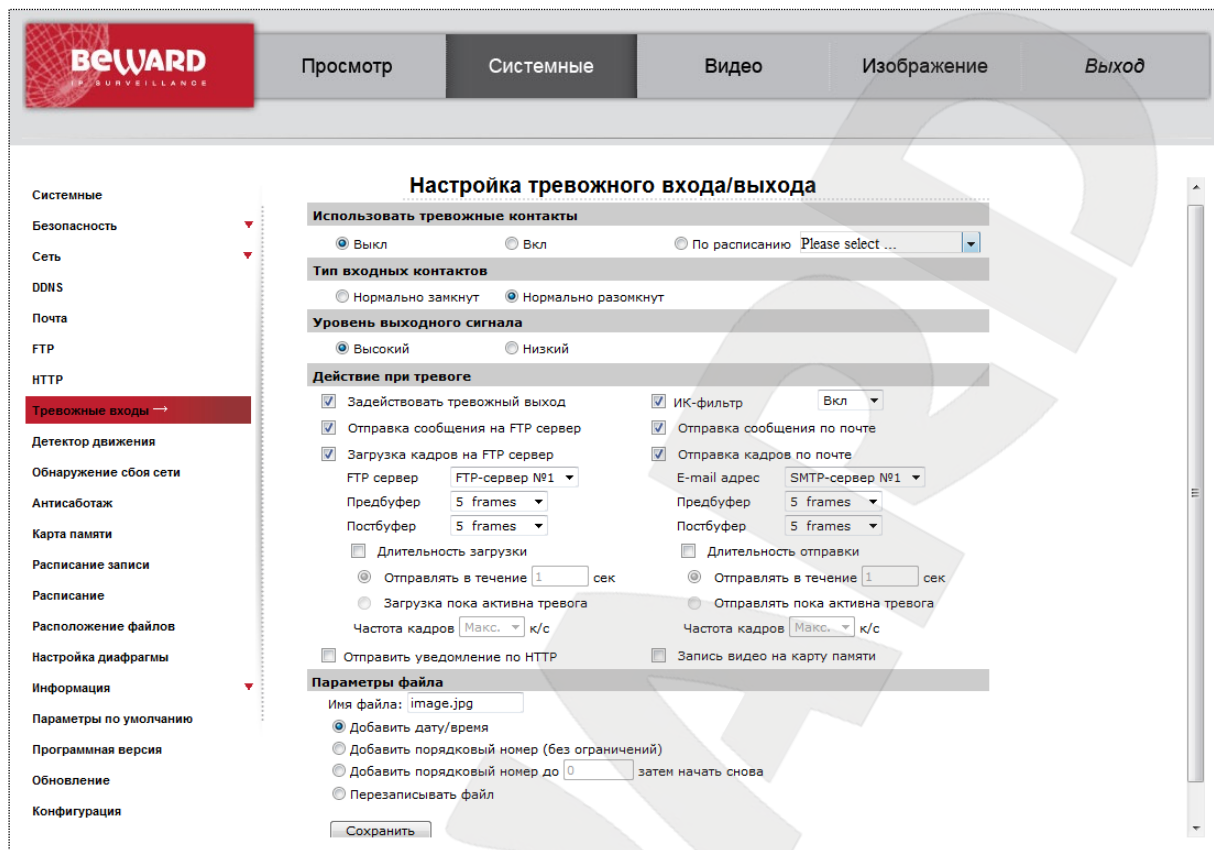 BEWARD
IP SURVEILLANCE
Просмотр
Системные
Видео
Изображение
Выход
Системные
Безопасность
Сеть
DDNS
Почта
FTP
HTTP
Тревожные входы →
Детектор движения
Обнаружение сбоя сети
Антисаботаж
Карта памяти
Расписание записи
Расписание
Расположение файлов
Настройка диафрагмы
Информация
Параметры по умолчанию
Программная версия
Обновление
Конфигурация
Настройка тревожного входа/выхода
Использовать тревожные контакты
Выкл Вкл По расписанию Please select ...
Тип входных контактов
Нормально замкнут Нормально разомкнут
Уровень выходного сигнала
Высокий Низкий
Действие при тревоге
Задействовать тревожный выход ИК-фильтр Вкл
Отправка сообщения на FTP сервер Отправка сообщения по почте
Загрузка кадров на FTP сервер Отправка кадров по почте
FTP сервер FTP-сервер №1 E-mail адрес SMTP-сервер №1
Предбуфер 5 frames Предбуфер 5 frames
Постбуфер 5 frames Постбуфер 5 frames
Длительность загрузки Длительность отправки
Отправлять в течение 1 сек Отправлять в течение 1 сек
Загрузка пока активна тревога Отправлять пока активна тревога
Частота кадров Макс. к/с Частота кадров Макс. к/с
Отправить уведомление по HTTP Запись видео на карту памяти
Параметры файла
Имя файла: image.jpg
Добавить дату/время
Добавить порядковый номер (без ограничений)
Добавить порядковый номер до 0 затем начать снова
Перезаписывать файл
Сохранить